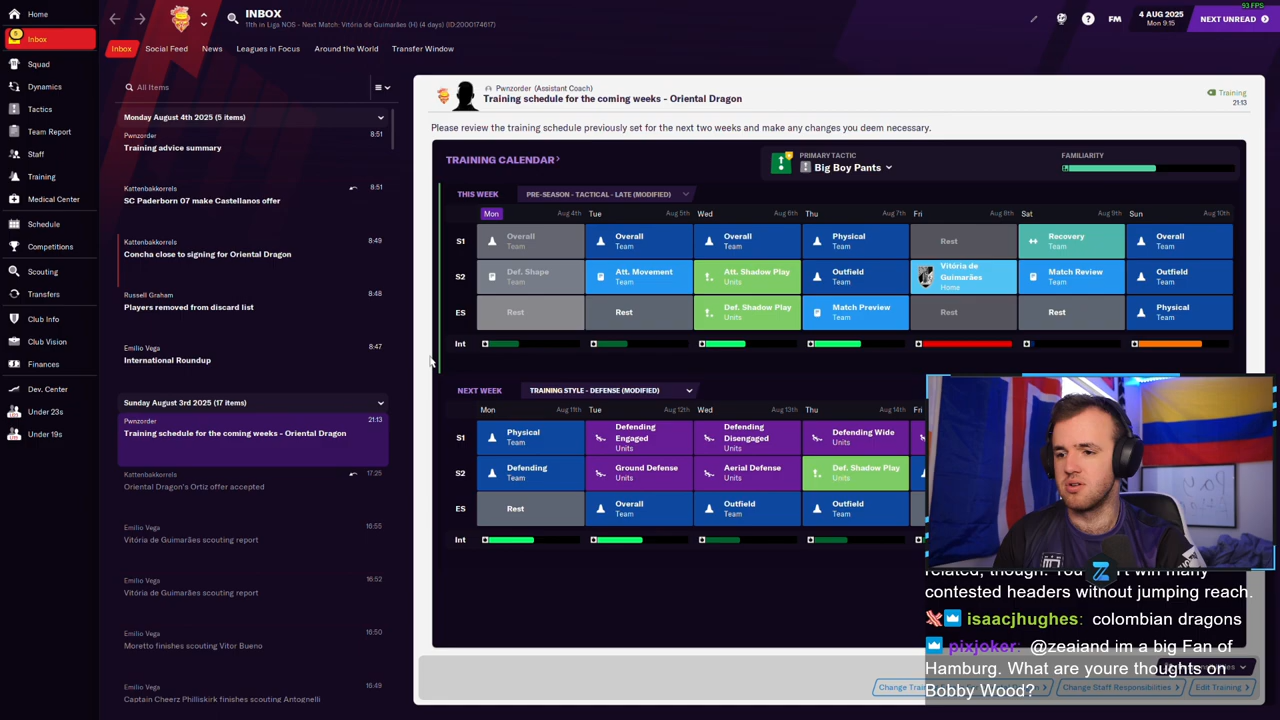 93 FPS
Home
INBOX
11th in Liga NOS - Next Match: Vitória de Guimarães (H) (4 days) (ID:2000174617)
FM
4 AUG 2025
Mon 9:15
NEXT UNREAD
5
Inbox
Inbox
Social Feed
News
Leagues in Focus
Around the World
Transfer Window
Squad
Dynamics
Tactics
Team Report
Staff
Training
Medical Center
Schedule
Competitions
Scouting
Transfers
Club Info
Club Vision
Finances
Dev. Center
Under 23s
Under 19s
All Items
Monday August 4th 2025 (5 items)
Pwnzorder
8:51
Training advice summary
Kattenbakkorrels
8:51
SC Paderborn 07 make Castellanos offer
Kattenbakkorrels
8:49
Concha close to signing for Oriental Dragon
Russell Graham
8:48
Players removed from discard list
Emilio Vega
8:47
International Roundup
Sunday August 3rd 2025 (17 items)
Pwnzorder
21:13
Training schedule for the coming weeks - Oriental Dragon
Kattenbakkorrels
17:25
Oriental Dragon's Ortiz offer accepted
Emilio Vega
16:55
Vitória de Guimarães scouting report
Emilio Vega
16:52
Vitória de Guimarães scouting report
Emilio Vega
16:50
Moretto finishes scouting Vitor Bueno
Emilio Vega
16:49
Captain Cheerz Philliskirk finishes scouting Antognelli
Pwnzorder (Assistant Coach)
Training schedule for the coming weeks - Oriental Dragon
Training
21:13
Please review the training schedule previously set for the next two weeks and make any changes you deem necessary.
TRAINING CALENDAR
PRIMARY TACTIC
Big Boy Pants
FAMILIARITY
THIS WEEK
PRE-SEASON - TACTICAL - LATE (MODIFIED)
Mon Aug 4th Tue Aug 5th Wed Aug 6th Thu Aug 7th Fri Aug 8th Sat Aug 9th Sun Aug 10th
S1
Overall
Team
Overall
Team
Overall
Team
Physical
Team
Rest
Recovery
Team
Overall
Team
S2
Def. Shape
Team
Att. Movement
Team
Att. Shadow Play
Units
Outfield
Team
Vitória de
Guimarães
Home
Match Review
Team
Outfield
Team
ES
Rest
Rest
Def. Shadow Play
Units
Match Preview
Team
Rest
Rest
Physical
Team
Int
NEXT WEEK
TRAINING STYLE - DEFENSE (MODIFIED)
Mon Aug 11th Tue Aug 12th Wed Aug 13th Thu Aug 14th Fri
S1
Physical
Team
Defending
Engaged
Units
Defending
Disengaged
Units
Defending Wide
Units
S2
Defending
Team
Ground Defense
Units
Aerial Defense
Units
Def. Shadow Play
Units
ES
Rest
Overall
Team
Outfield
Team
Outfield
Team
Int
contested headers without jumping reach.
isaacjhughes: colombian dragons
pixjoker: @zeaiand im a big Fan of
Hamburg. What are youre thoughts on
Bobby Wood?
Change Staff Responsibilities
Edit Training